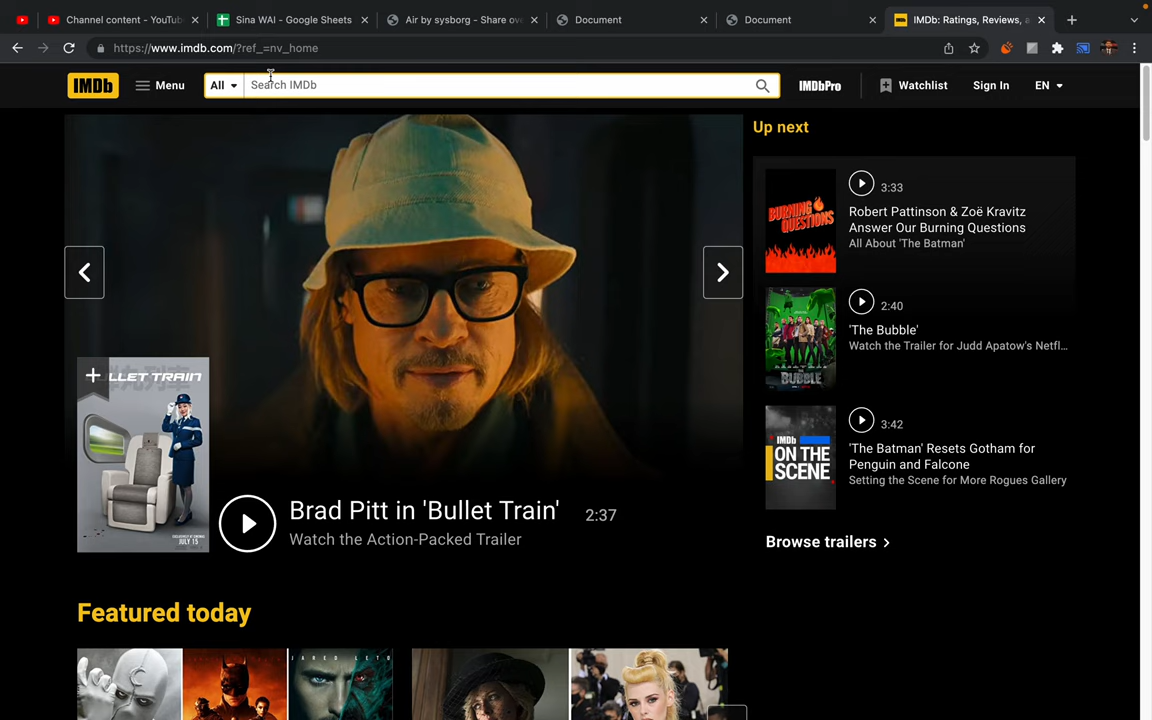 Channel content - YouTub
Sina WAI - Google Sheets
Air by sysborg - Share ov
Document
Document
IMDb: Ratings, Reviews, a
https://www.imdb.com/?ref_=nv_home
IMDb
Menu
All
Search IMDb
IMDbPro
Watchlist
Sign In
EN
Up next
BURNING QUESTIONS
3:33
Robert Pattinson & Zoë Kravitz
Answer Our Burning Questions
All About 'The Batman'
THE BUBBLE
2:40
'The Bubble'
Watch the Trailer for Judd Apatow's Netfl...
IMDb
ON THE
SCENE
3:42
'The Batman' Resets Gotham for
Penguin and Falcone
Setting the Scene for More Rogues Gallery
Browse trailers
LLET TRAIN
JULY 15
Brad Pitt in 'Bullet Train'
2:37
Watch the Action-Packed Trailer
Featured today
JARED LETO